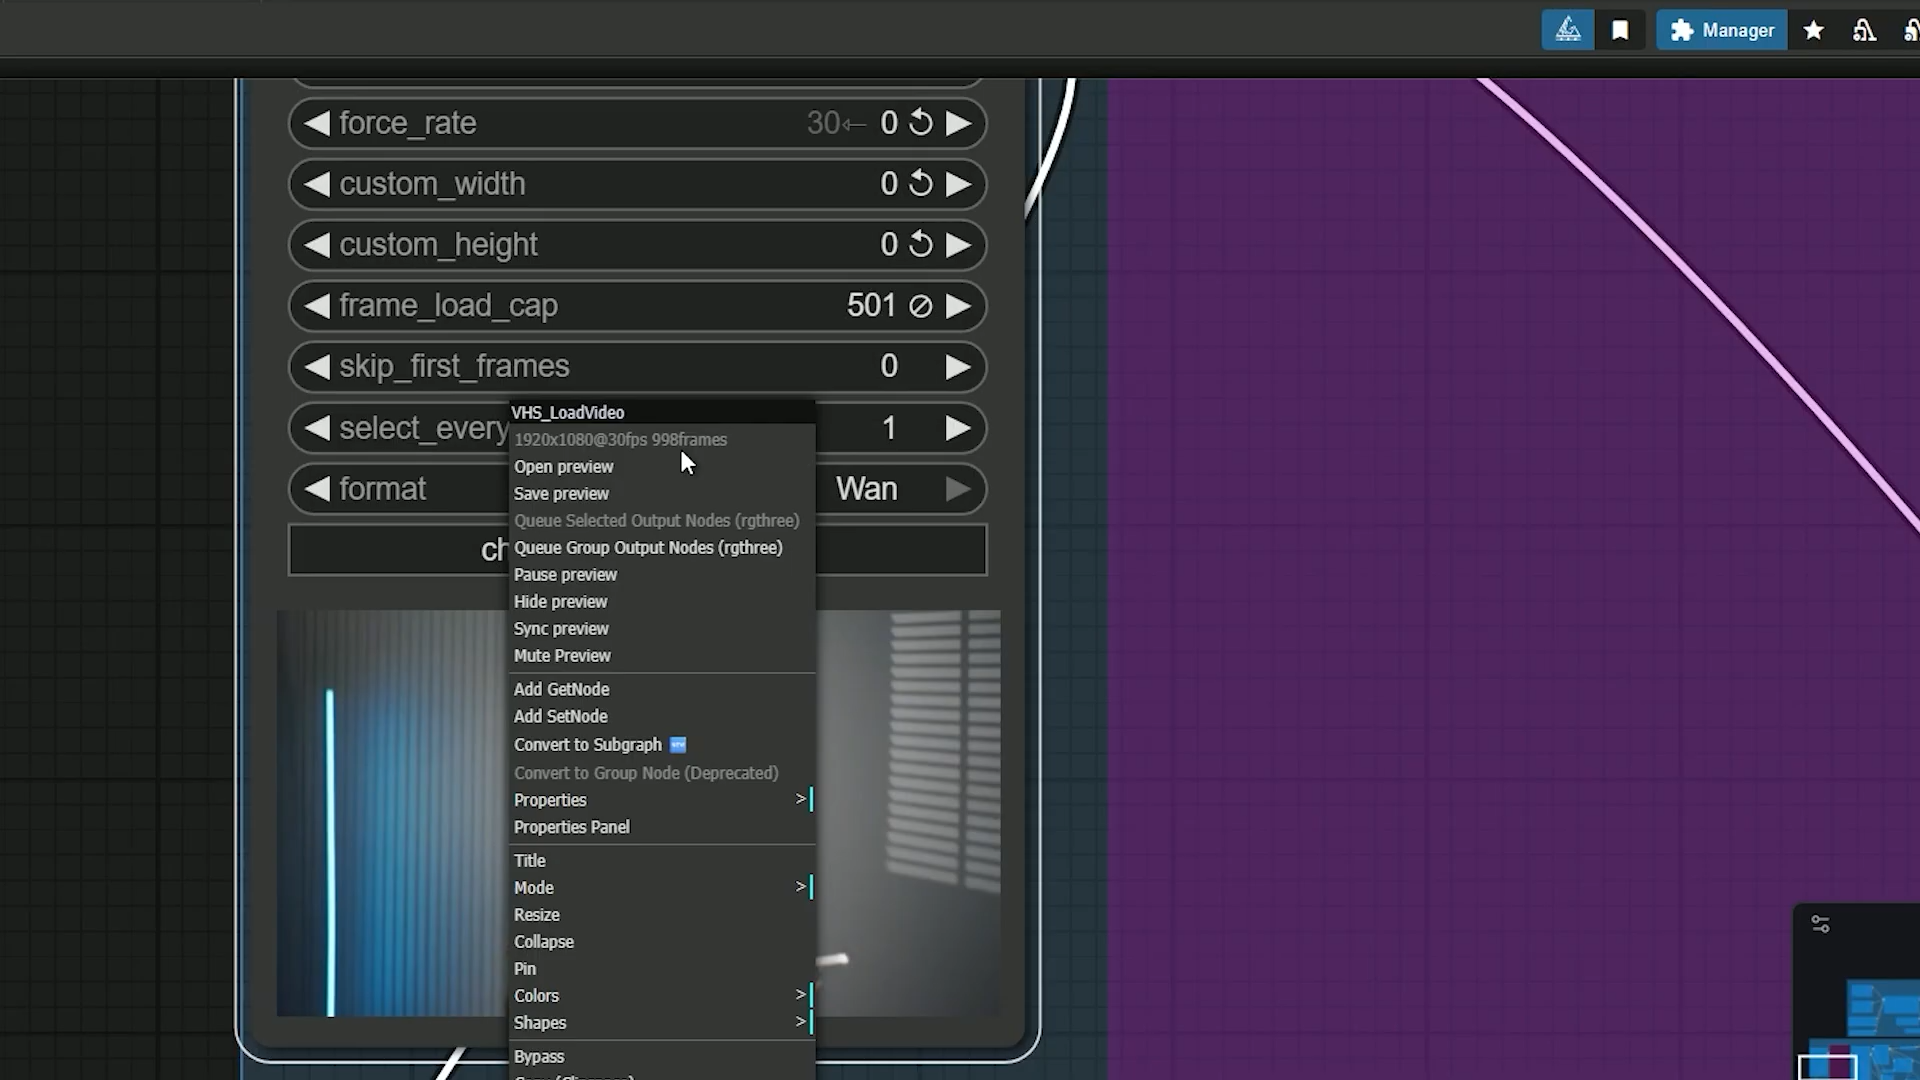 Manager
force_rate 30← 0
custom_width 0
custom_height 0
frame_load_cap 501
skip_first_frames 0
select_every 1
format Wan
ch
VHS_LoadVideo
1920x1080@30fps 998frames
Open preview
Save preview
Queue Selected Output Nodes (rgthree)
Queue Group Output Nodes (rgthree)
Pause preview
Hide preview
Sync preview
Mute Preview
Add GetNode
Add SetNode
Convert to Subgraph
Convert to Group Node (Deprecated)
Properties >
Properties Panel
Title
Mode >
Resize
Collapse
Pin
Colors >
Shapes >
Bypass